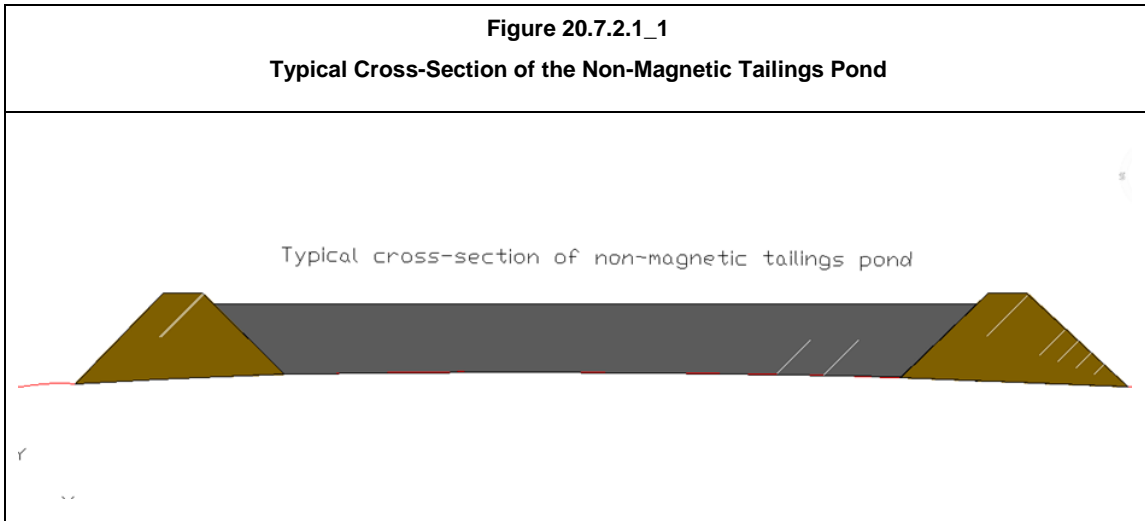 Figure 20.7.2.1_1
Typical Cross-Section of the Non-Magnetic Tailings Pond
s
Typical cross-section of non-magnetic tailings pond
Y